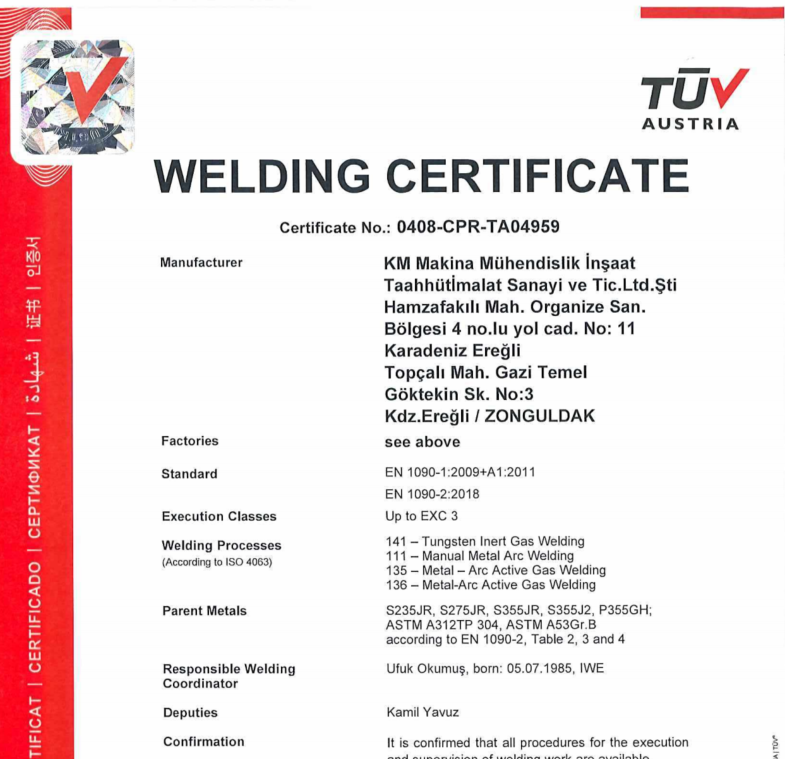 TÜV
AUSTRIA
WELDING CERTIFICATE
Certificate No.: 0408-CPR-TA04959
Manufacturer
KM Makina Mühendislik İnşaat
Taahhütİmalat Sanayi ve Tic.Ltd.Şti
Hamzafakılı Mah. Organize San.
Bölgesi 4 no.lu yol cad. No: 11
Karadeniz Ereğli
Topçalı Mah. Gazi Temel
Göktekin Sk. No:3
Kdz.Ereğli / ZONGULDAK
Factories
see above
Standard
EN 1090-1:2009+A1:2011
EN 1090-2:2018
Execution Classes
Up to EXC 3
Welding Processes
(According to ISO 4063)
141 – Tungsten Inert Gas Welding
111 – Manual Metal Arc Welding
135 – Metal – Arc Active Gas Welding
136 – Metal-Arc Active Gas Welding
Parent Metals
S235JR, S275JR, S355JR, S355J2, P355GH;
ASTM A312TP 304, ASTM A53Gr.B
according to EN 1090-2, Table 2, 3 and 4
Responsible Welding
Coordinator
Ufuk Okumuş, born: 05.07.1985, IWE
Deputies
Kamil Yavuz
Confirmation
It is confirmed that all procedures for the execution
and supervision of welding work are available
TIFICAT | CERTIFICADO | СЕРТИФИКАТ | شهادة | 证书 | 인증서